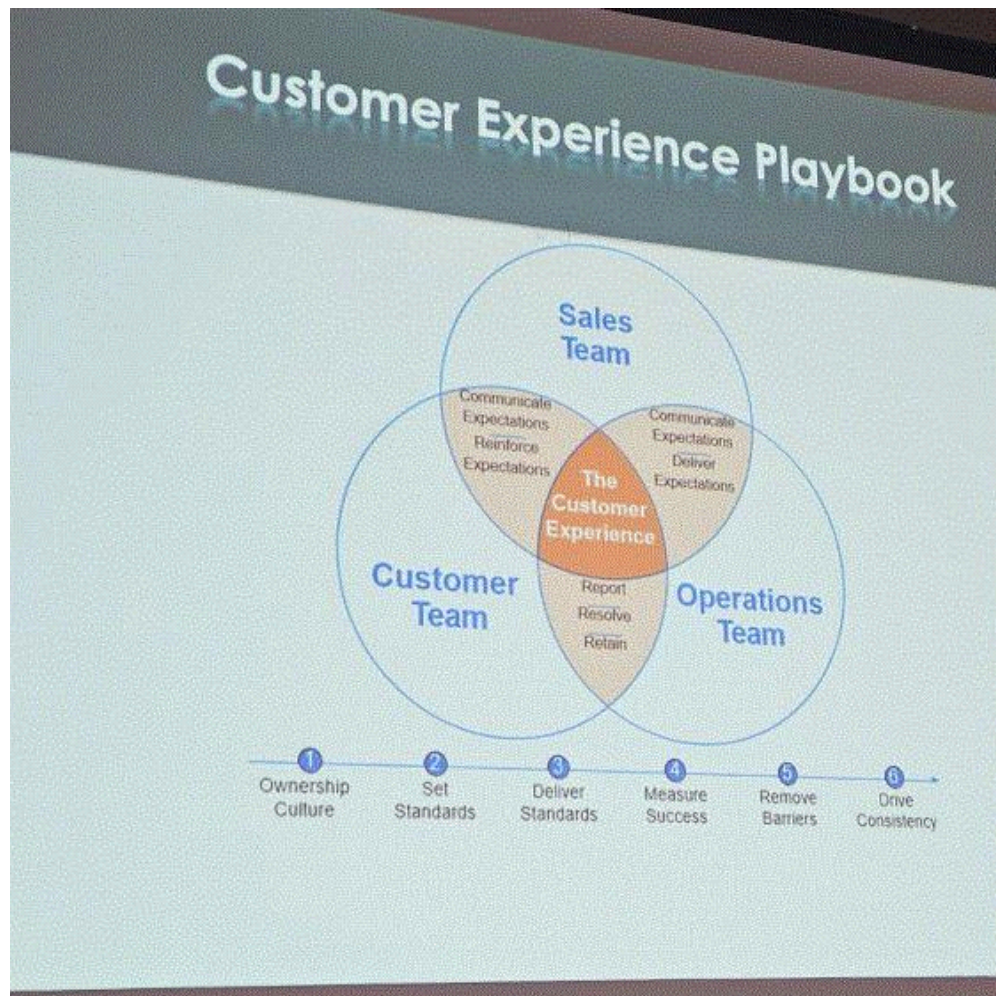 Customer Experience Playbook
Sales
Team
Communicate
Expectations
Reinforce
Expectations
Communicate
Expectations
Deliver
Expectations
The
Customer
Experience
Customer
Team
Operations
Team
Report
Resolve
Retain
1
Ownership
Culture
2
Set
Standards
3
Deliver
Standards
4
Measure
Success
5
Remove
Barriers
6
Drive
Consistency